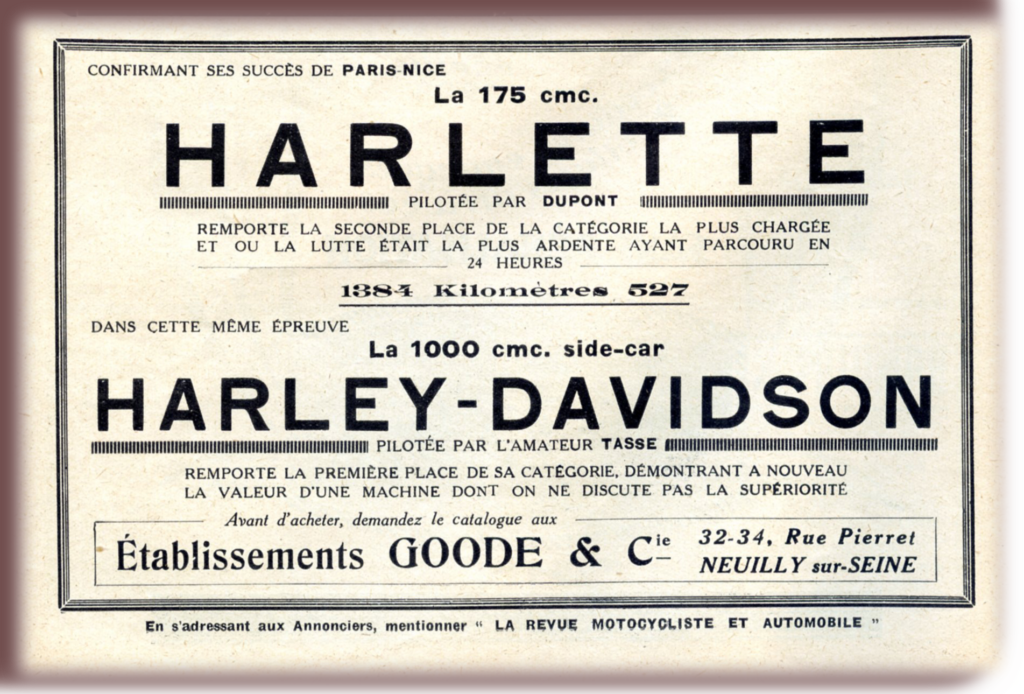 CONFIRMANT SES SUCCÈS DE PARIS-NICE
La 175 cmc.
HARLETTE
PILOTÉE PAR DUPONT
REMPORTE LA SECONDE PLACE DE LA CATÉGORIE LA PLUS CHARGÉE
ET OU LA LUTTE ÉTAIT LA PLUS ARDENTE AYANT PARCOURU EN
24 HEURES
1384 Kilomètres 527
DANS CETTE MÊME ÉPREUVE
La 1000 cmc. side-car
HARLEY-DAVIDSON
PILOTÉE PAR L'AMATEUR TASSE
REMPORTE LA PREMIÈRE PLACE DE SA CATÉGORIE, DÉMONTRANT A NOUVEAU
LA VALEUR D'UNE MACHINE DONT ON NE DISCUTE PAS LA SUPÉRIORITÉ
Avant d'acheter, demandez le catalogue aux
Établissements GOODE & Cie
32-34, Rue Pierret
NEUILLY sur-SEINE
En s'adressant aux Annonciers, mentionner “ LA REVUE MOTOCYCLISTE ET AUTOMOBILE ”